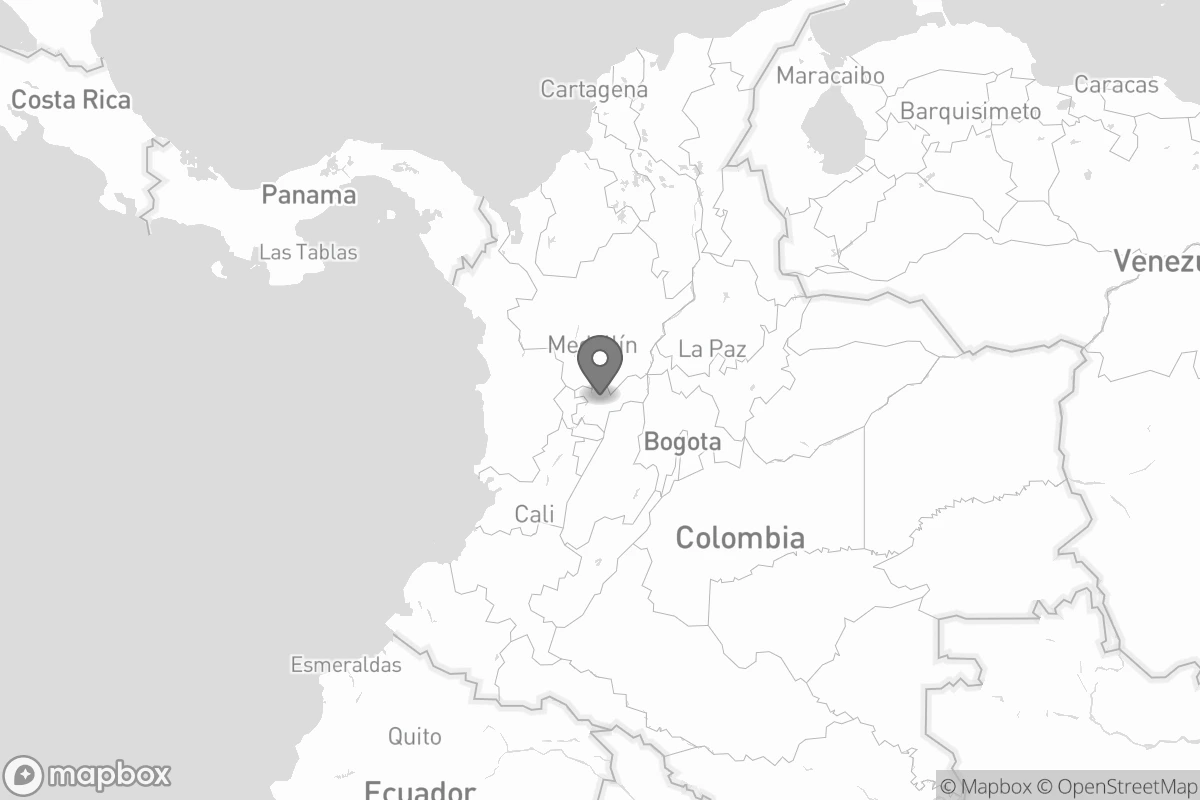 Maracaibo
Caracas
Cartagena
Costa Rica
Barquisimeto
Panama
Las Tablas
Venezu
La Paz
Bogota
Cali
Colombia
Esmeraldas
Quito
Ecuador
mapbox
© Mapbox © OpenStreetMap